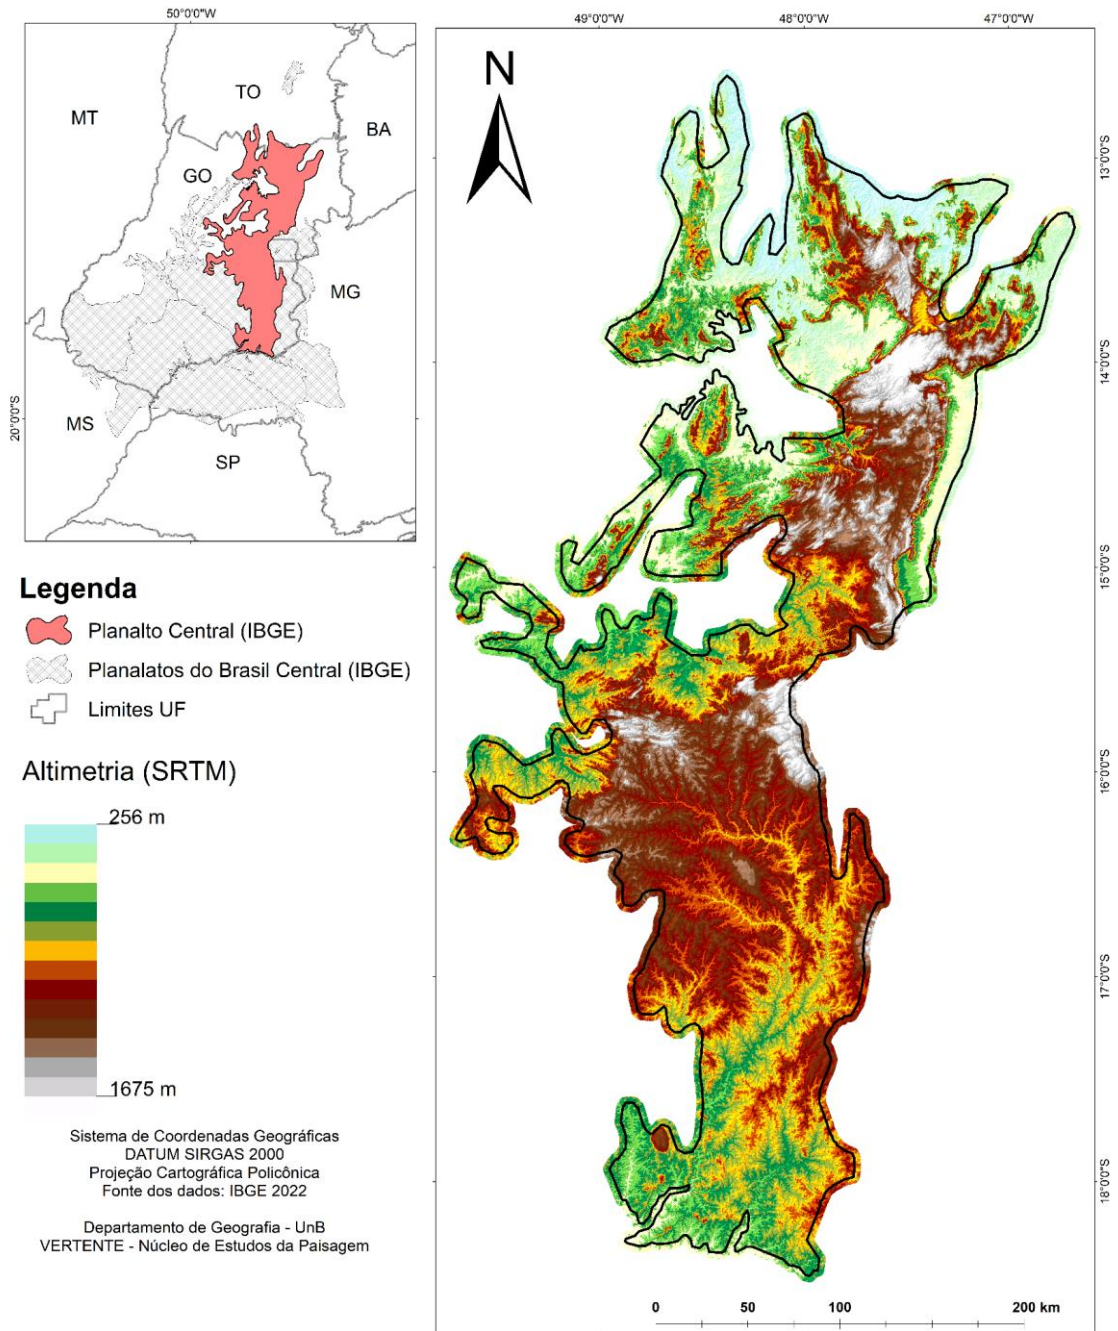 50°0'0"W
TO
MT
BA
GO
MG
MS
SP
20°0'0"S
Legenda
Planalto Central (IBGE)
Planalatos do Brasil Central (IBGE)
Limites UF
Altimetria (SRTM)
256 m
1675 m
Sistema de Coordenadas Geográficas
DATUM SIRGAS 2000
Projeção Cartográfica Policônica
Fonte dos dados: IBGE 2022
Departamento de Geografia - UnB
VERTENTE - Núcleo de Estudos da Paisagem
49°0'0"W 48°0'0"W 47°0'0"W
N
13°0'0"S
14°0'0"S
15°0'0"S
16°0'0"S
17°0'0"S
18°0'0"S
0 50 100 200 km